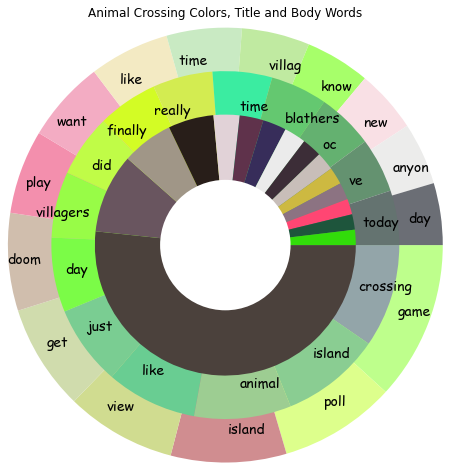 Animal Crossing Colors, Title and Body Words
time
villag
know
new
anyon
day
game
poll
island
view
get
doom
play
want
like
time
blathers
oc
ve
today
crossing
island
animal
like
just
day
villagers
did
finally
really